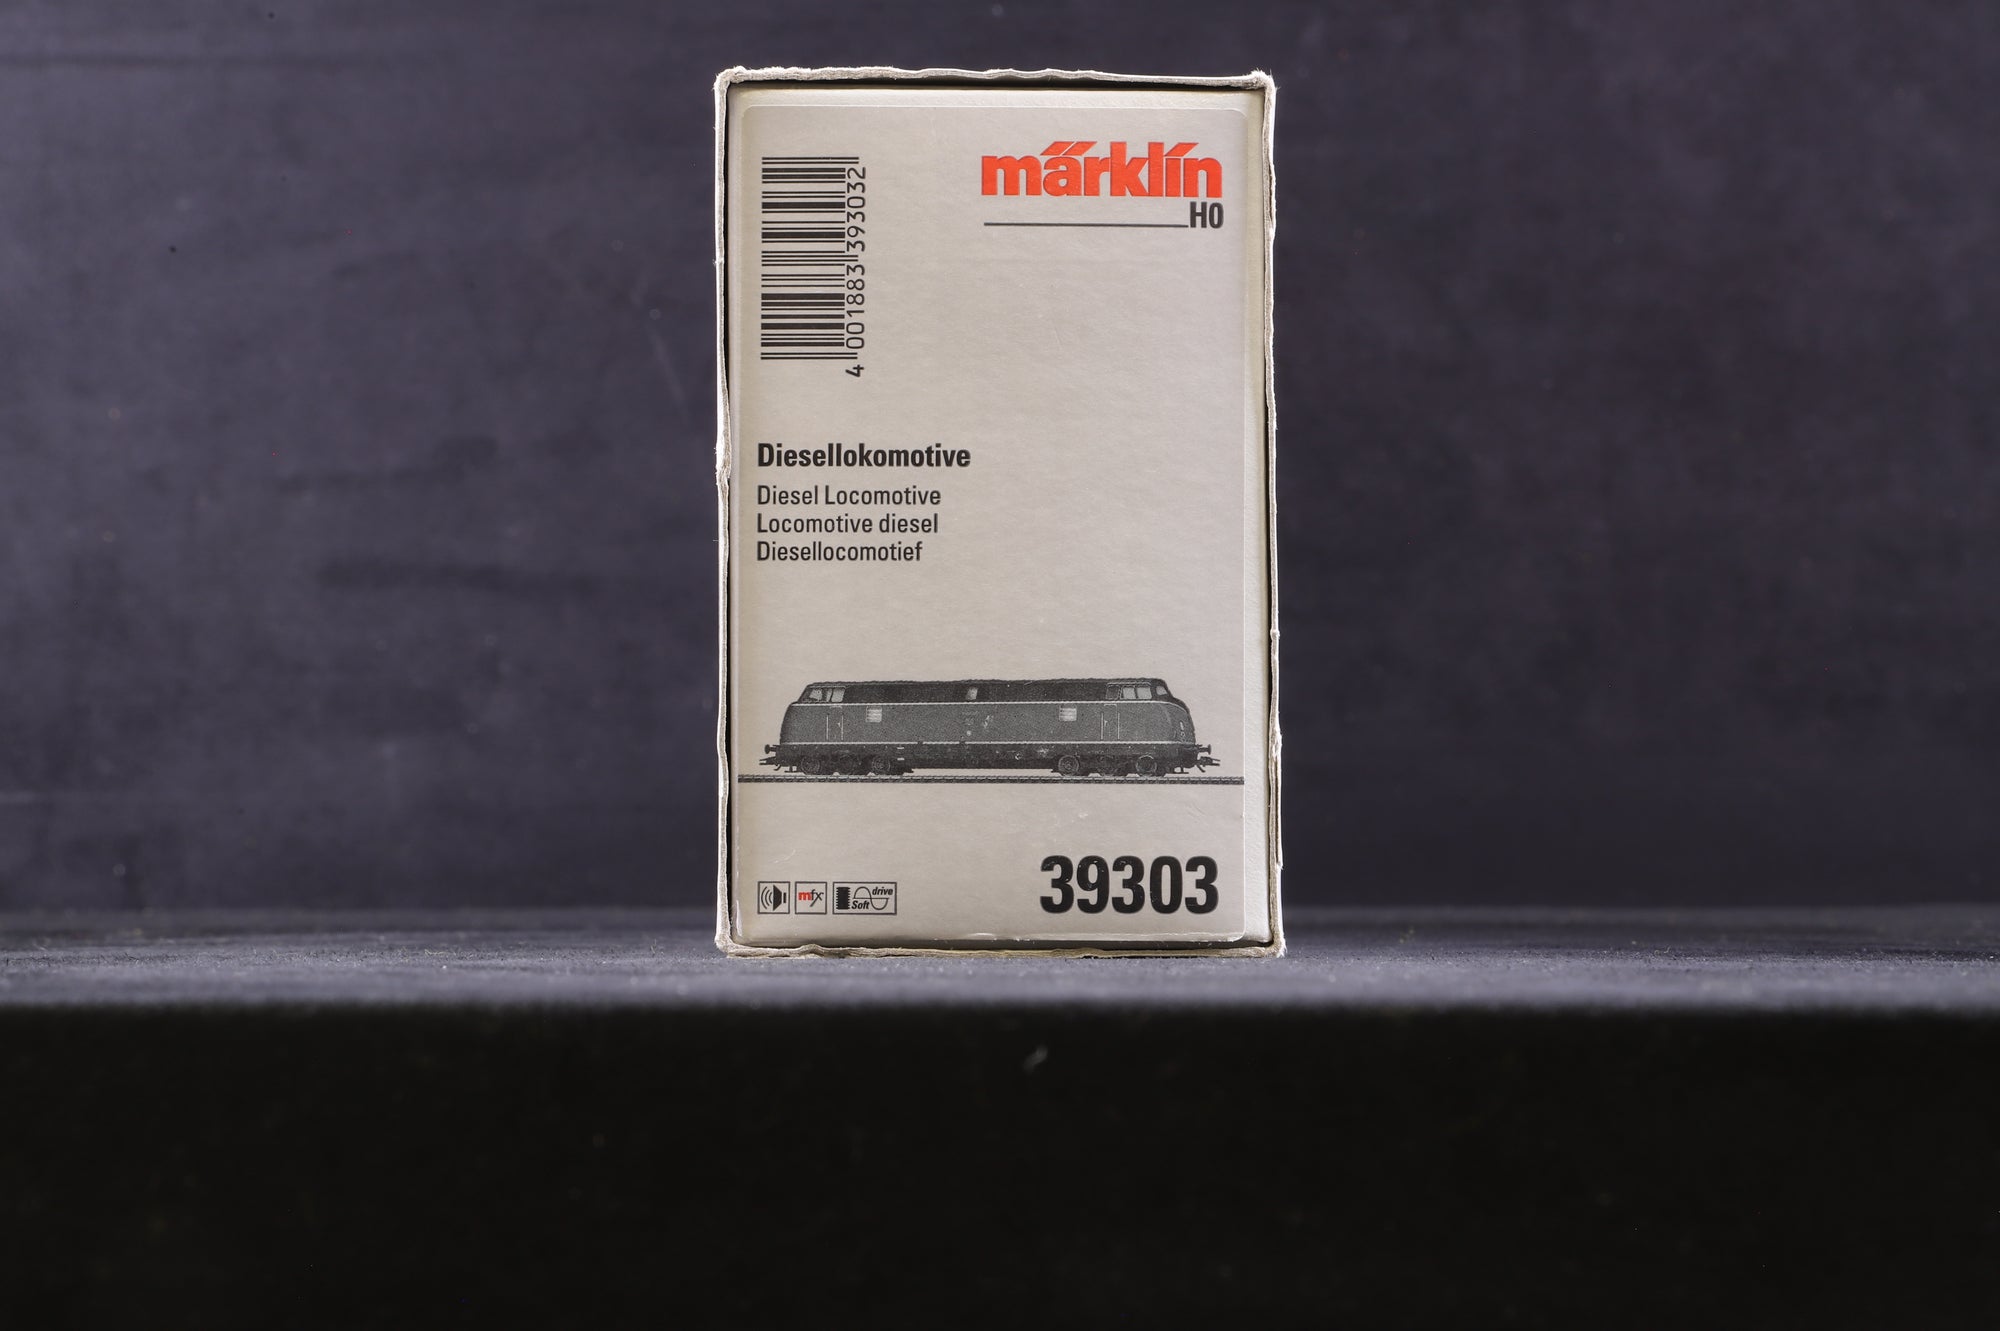 märklin
H0
4 001883 393032
Diesellokomotive
Diesel Locomotive
Locomotive diesel
Diesellocomotief
mfx
Soft drive
39303